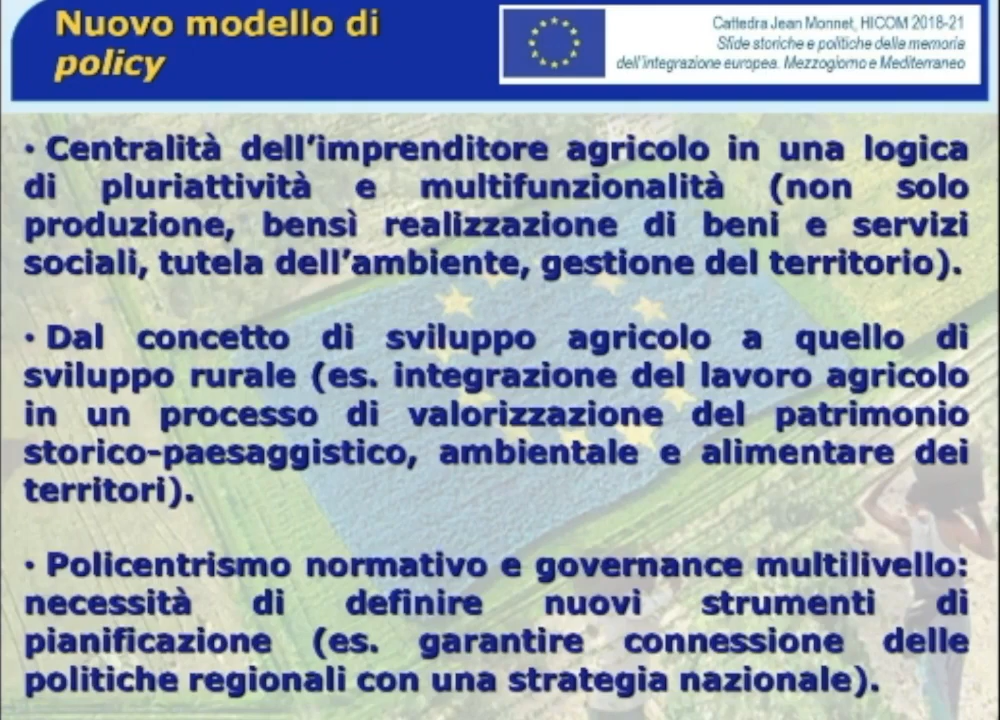 Nuovo modello di
policy
Cattedra Jean Monnet, HICOM 2018-21
Sfide storiche e politiche della memoria
dell'integrazione europea. Mezzogiorno e Mediterraneo
· Centralità dell’imprenditore agricolo in una logica
di pluriattività e multifunzionalità (non solo
produzione, bensì realizzazione di beni e servizi
sociali, tutela dell’ambiente, gestione del territorio).
· Dal concetto di sviluppo agricolo a quello di
sviluppo rurale (es. integrazione del lavoro agricolo
in un processo di valorizzazione del patrimonio
storico-paesaggistico, ambientale e alimentare dei
territori).
· Policentrismo normativo e governance multilivello:
necessità di definire nuovi strumenti di
pianificazione (es. garantire connessione delle
politiche regionali con una strategia nazionale).